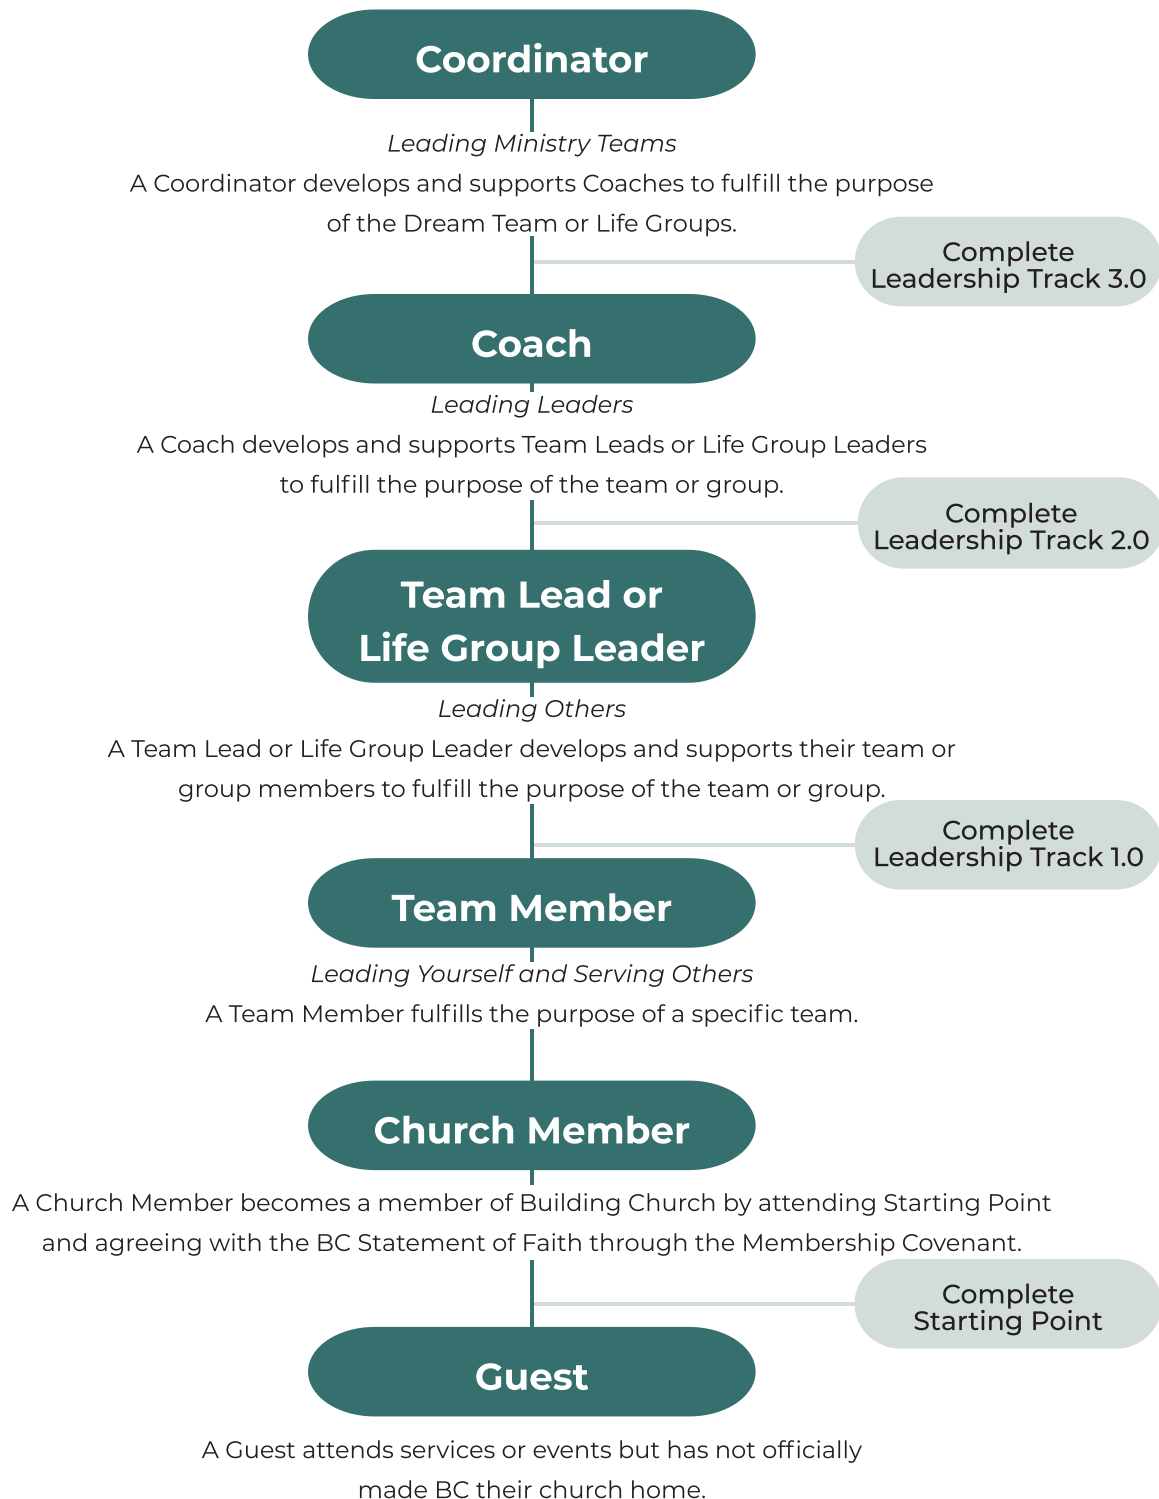 Coordinator
Leading Ministry Teams
A Coordinator develops and supports Coaches to fulfill the purpose
of the Dream Team or Life Groups.
Complete
Leadership Track 3.0
Coach
Leading Leaders
A Coach develops and supports Team Leads or Life Group Leaders
to fulfill the purpose of the team or group.
Complete
Leadership Track 2.0
Team Lead or
Life Group Leader
Leading Others
A Team Lead or Life Group Leader develops and supports their team or
group members to fulfill the purpose of the team or group.
Complete
Leadership Track 1.0
Team Member
Leading Yourself and Serving Others
A Team Member fulfills the purpose of a specific team.
Church Member
A Church Member becomes a member of Building Church by attending Starting Point
and agreeing with the BC Statement of Faith through the Membership Covenant.
Complete
Starting Point
Guest
A Guest attends services or events but has not officially
made BC their church home.